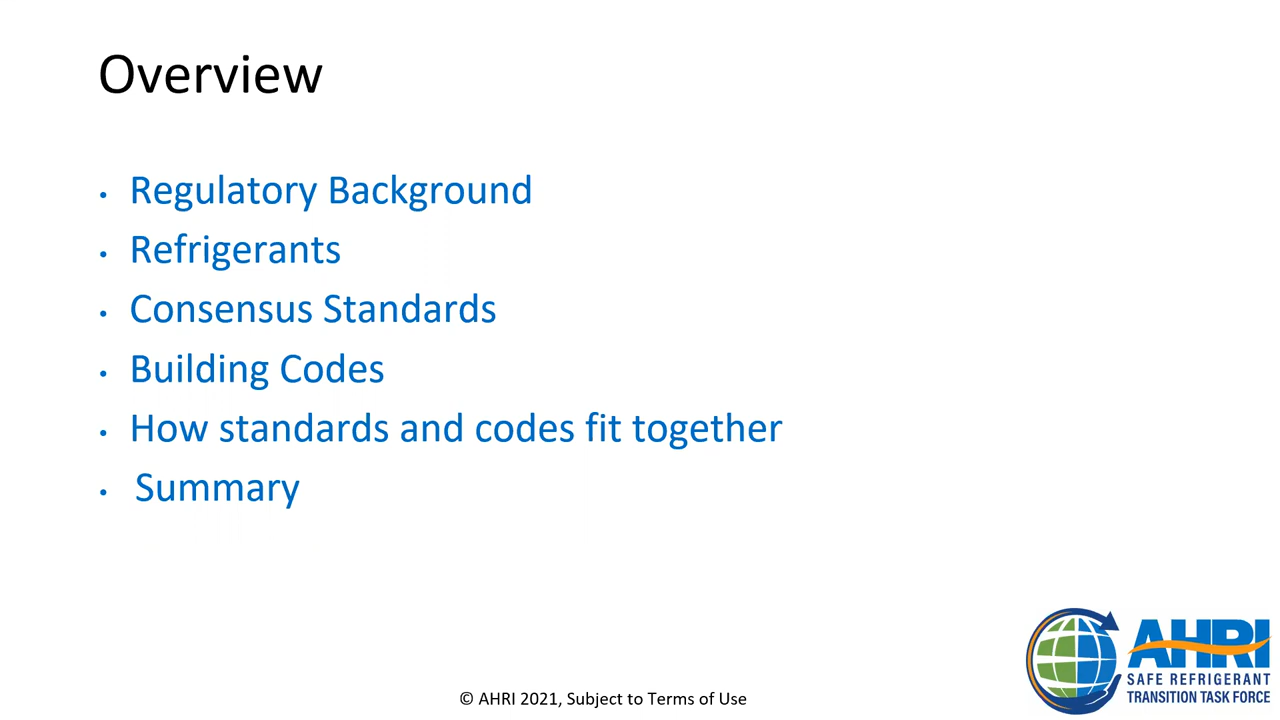 Overview
• Regulatory Background
• Refrigerants
• Consensus Standards
• Building Codes
• How standards and codes fit together
• Summary
© AHRI 2021, Subject to Terms of Use
AHRI
SAFE REFRIGERANT
TRANSITION TASK FORCE